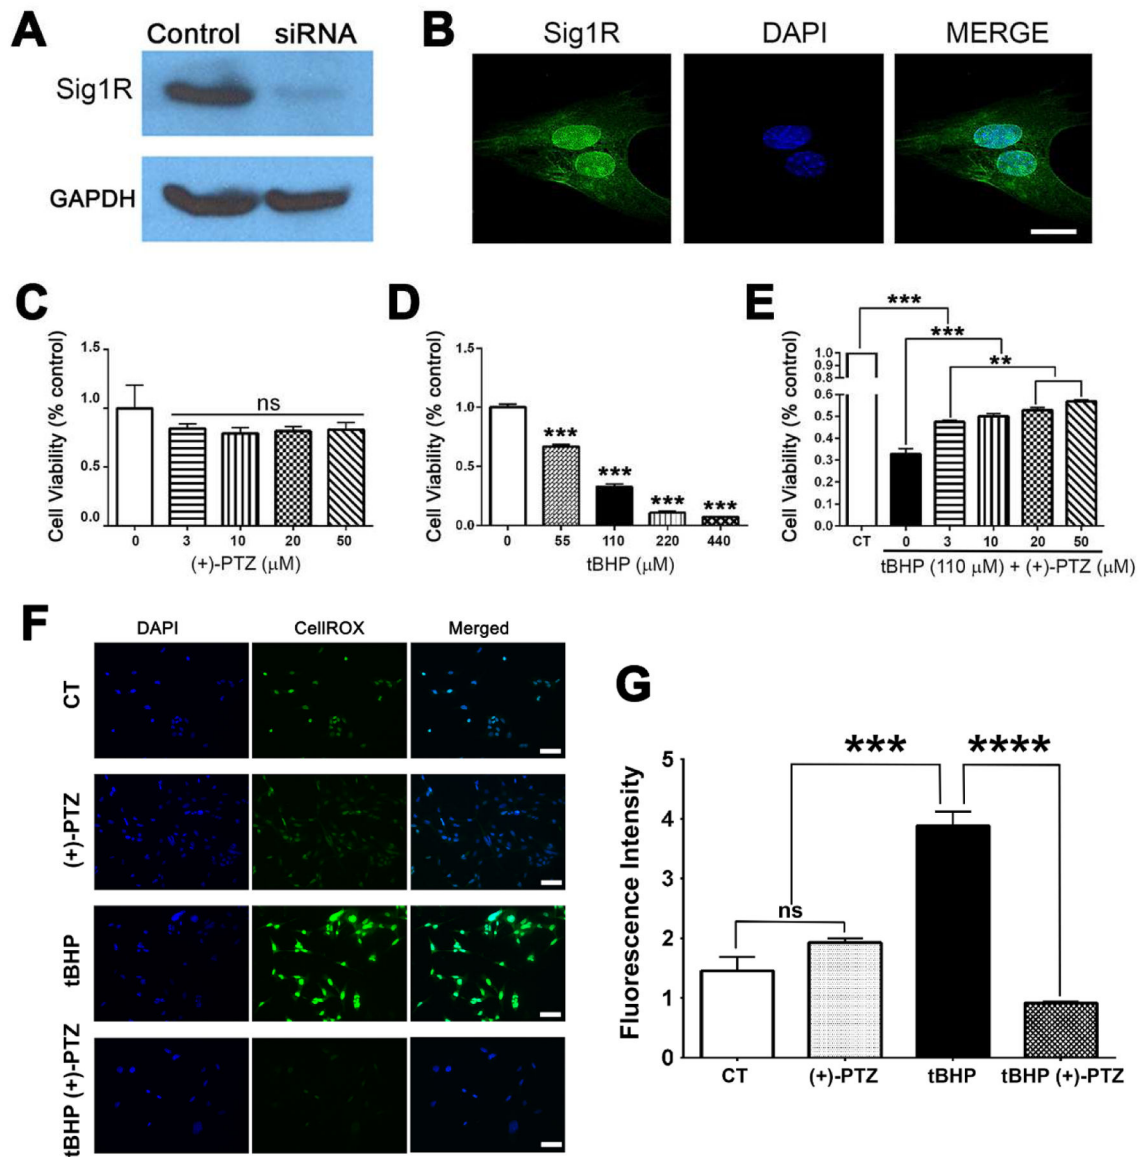 A
Control siRNA
Sig1R
GAPDH
B
Sig1R DAPI MERGE
C
Cell Viability (% control)
1.5
1.0
0.5
0.0
ns
0 3 10 20 50
(+)-PTZ (µM)
D
Cell Viability (% control)
1.5
1.0
0.5
0.0
*** *** *** ***
0 55 110 220 440
tBHP (µM)
E
Cell Viability (% control)
1.0
0.9
0.8
0.6
0.5
0.4
0.3
0.2
0.1
0.0
***
***
**
CT 0 3 10 20 50
tBHP (110 µM) + (+)-PTZ (µM)
F
DAPI CellROX Merged
CT
(+)-PTZ
tBHP
tBHP (+)-PTZ
G
Fluorescence Intensity
5
4
3
2
1
0
*** ****
ns
CT (+)-PTZ tBHP tBHP (+)-PTZ